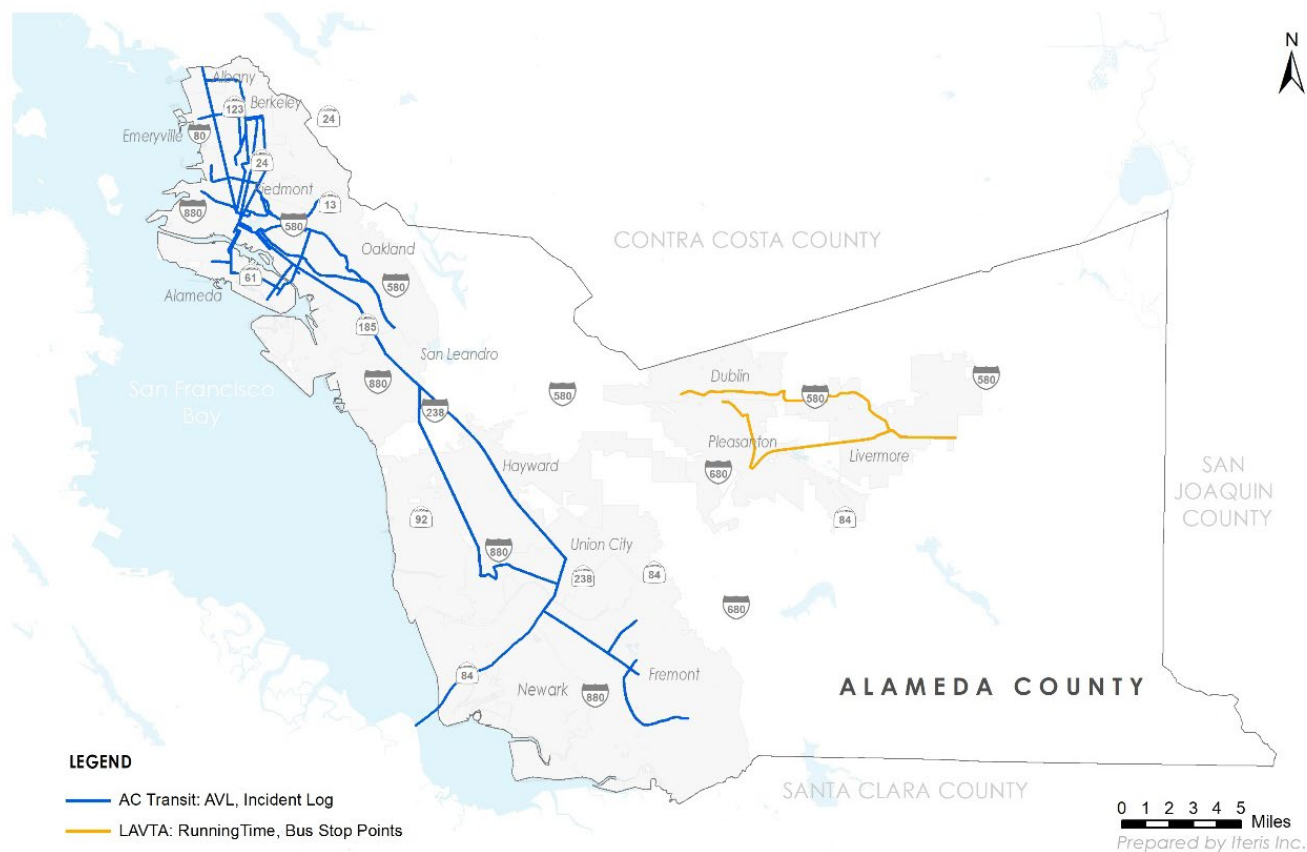 N
Albany
123
Berkeley
24
Emeryville
80
24
Piedmont
13
880
580
CONTRA COSTA COUNTY
Oakland
61
580
Alameda
185
San Leandro
San Francisco
Bay
880
580
Dublin
580
580
238
Pleasanton
Livermore
Hayward
680
SAN
JOAQUIN
COUNTY
92
84
880
Union City
238
84
680
84
Newark
880
Fremont
ALAMEDA COUNTY
LEGEND
AC Transit: AVL, Incident Log
LAVTA: RunningTime, Bus Stop Points
SANTA CLARA COUNTY
0 1 2 3 4 5
Miles
Prepared by Iteris Inc.